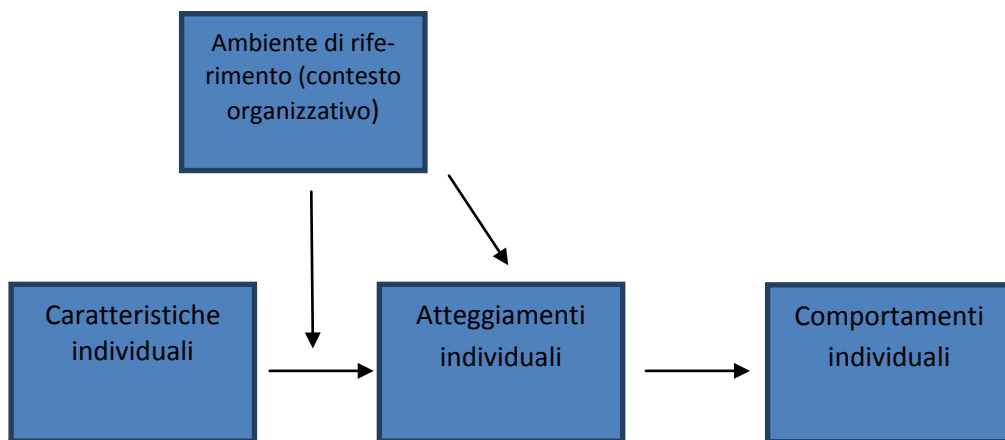 Ambiente di rife-
rimento (contesto
organizzativo)
Caratteristiche
individuali
Atteggiamenti
individuali
Comportamenti
individuali